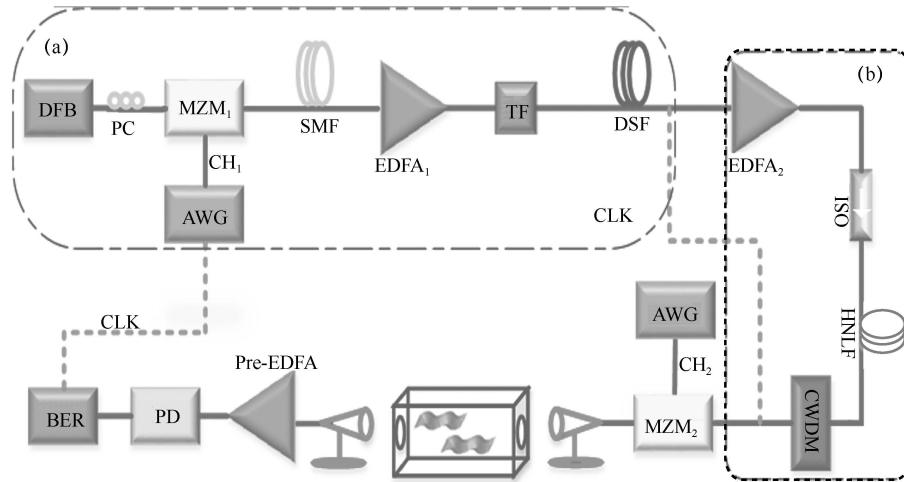 (a)
(b)
DFB
PC
MZM₁
SMF
EDFA₁
TF
DSF
EDFA₂
CH₁
AWG
CLK
ISO
HNLF
CWDM
AWG
CH₂
MZM₂
CLK
Pre-EDFA
BER
PD